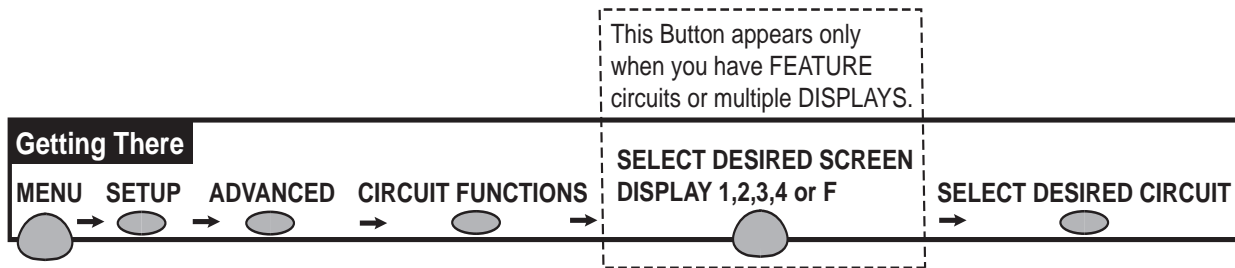 This Button appears only
when you have FEATURE
circuits or multiple DISPLAYS.
Getting There
MENU → SETUP → ADVANCED → CIRCUIT FUNCTIONS → SELECT DESIRED SCREEN
DISPLAY 1,2,3,4 or F → SELECT DESIRED CIRCUIT